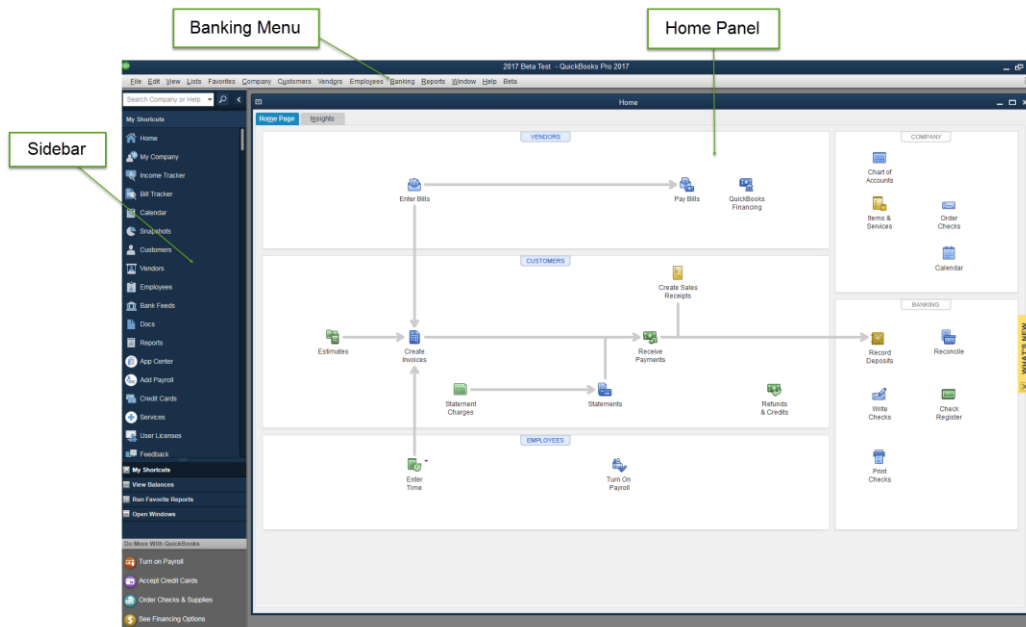 Banking Menu
Home Panel
Sidebar
2017 Beta Test - QuickBooks Pro 2017
File Edit View Lists Favorites Company Customers Vendors Employees Banking Reports Window Help Beta
Search Company or Help
Home
My Shortcuts
Home Page Insights
Home
My Company
Income Tracker
Bill Tracker
Calendar
Snapshots
Customers
Vendors
Employees
Bank Feeds
Docs
Reports
App Center
Add Payroll
Credit Cards
Services
User Licenses
Feedback
My Shortcuts
View Balances
Run Favorite Reports
Open Windows
Do More With QuickBooks
Turn on Payroll
Accept Credit Cards
Order Checks & Supplies
See Financing Options
VENDORS
Enter Bills
Pay Bills
QuickBooks
Financing
CUSTOMERS
Create Sales
Receipts
Estimates
Create
Invoices
Receive
Payments
Statement
Charges
Statements
Refunds
& Credits
EMPLOYEES
Enter
Time
Turn On
Payroll
COMPANY
Chart of
Accounts
Items &
Services
Order
Checks
Calendar
BANKING
Record
Deposits
Reconcile
Write
Checks
Check
Register
Print
Checks
WHAT'S NEW